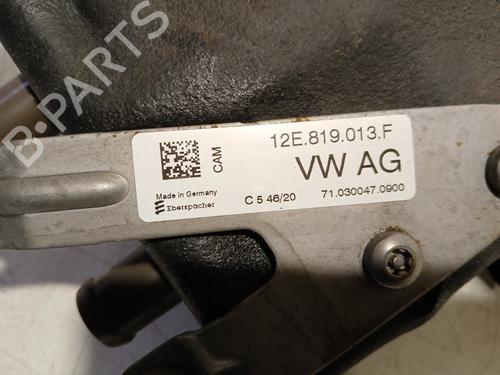 B-PARTS
12E.819.013.F
CAM
VW AG
Made in Germany
Eberspächer
C 5 46/20
71.030047.0900